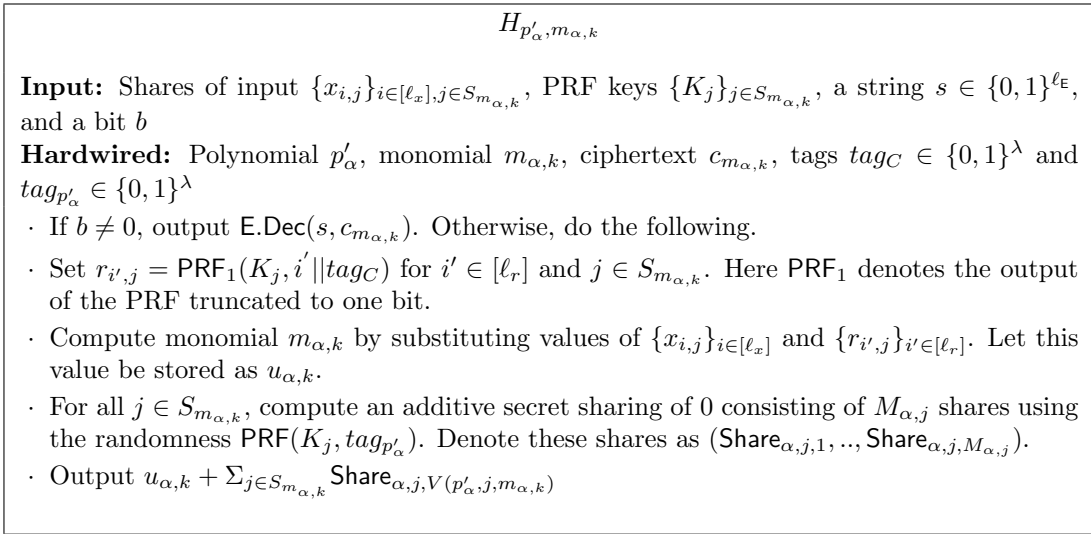 H_{p'_α,m_{α,k}}
Input: Shares of input {x_{i,j}}_{i∈[ℓ_x],j∈S_{m_{α,k}}}, PRF keys {K_j}_{j∈S_{m_{α,k}}}, a string s ∈ {0,1}^{ℓ_E},
and a bit b
Hardwired: Polynomial p'_α, monomial m_{α,k}, ciphertext c_{m_{α,k}}, tags tag_C ∈ {0,1}^λ and
tag_{p'_α} ∈ {0,1}^λ
· If b ≠ 0, output E.Dec(s, c_{m_{α,k}}). Otherwise, do the following.
· Set r_{i',j} = PRF_1(K_j, i'||tag_C) for i' ∈ [ℓ_r] and j ∈ S_{m_{α,k}}. Here PRF_1 denotes the output
of the PRF truncated to one bit.
· Compute monomial m_{α,k} by substituting values of {x_{i,j}}_{i∈[ℓ_x]} and {r_{i',j}}_{i'∈[ℓ_r]}. Let this
value be stored as u_{α,k}.
· For all j ∈ S_{m_{α,k}}, compute an additive secret sharing of 0 consisting of M_{α,j} shares using
the randomness PRF(K_j, tag_{p'_α}). Denote these shares as (Share_{α,j,1}, .., Share_{α,j,M_{α,j}}).
· Output u_{α,k} + Σ_{j∈S_{m_{α,k}}} Share_{α,j,V(p'_α,j,m_{α,k})}